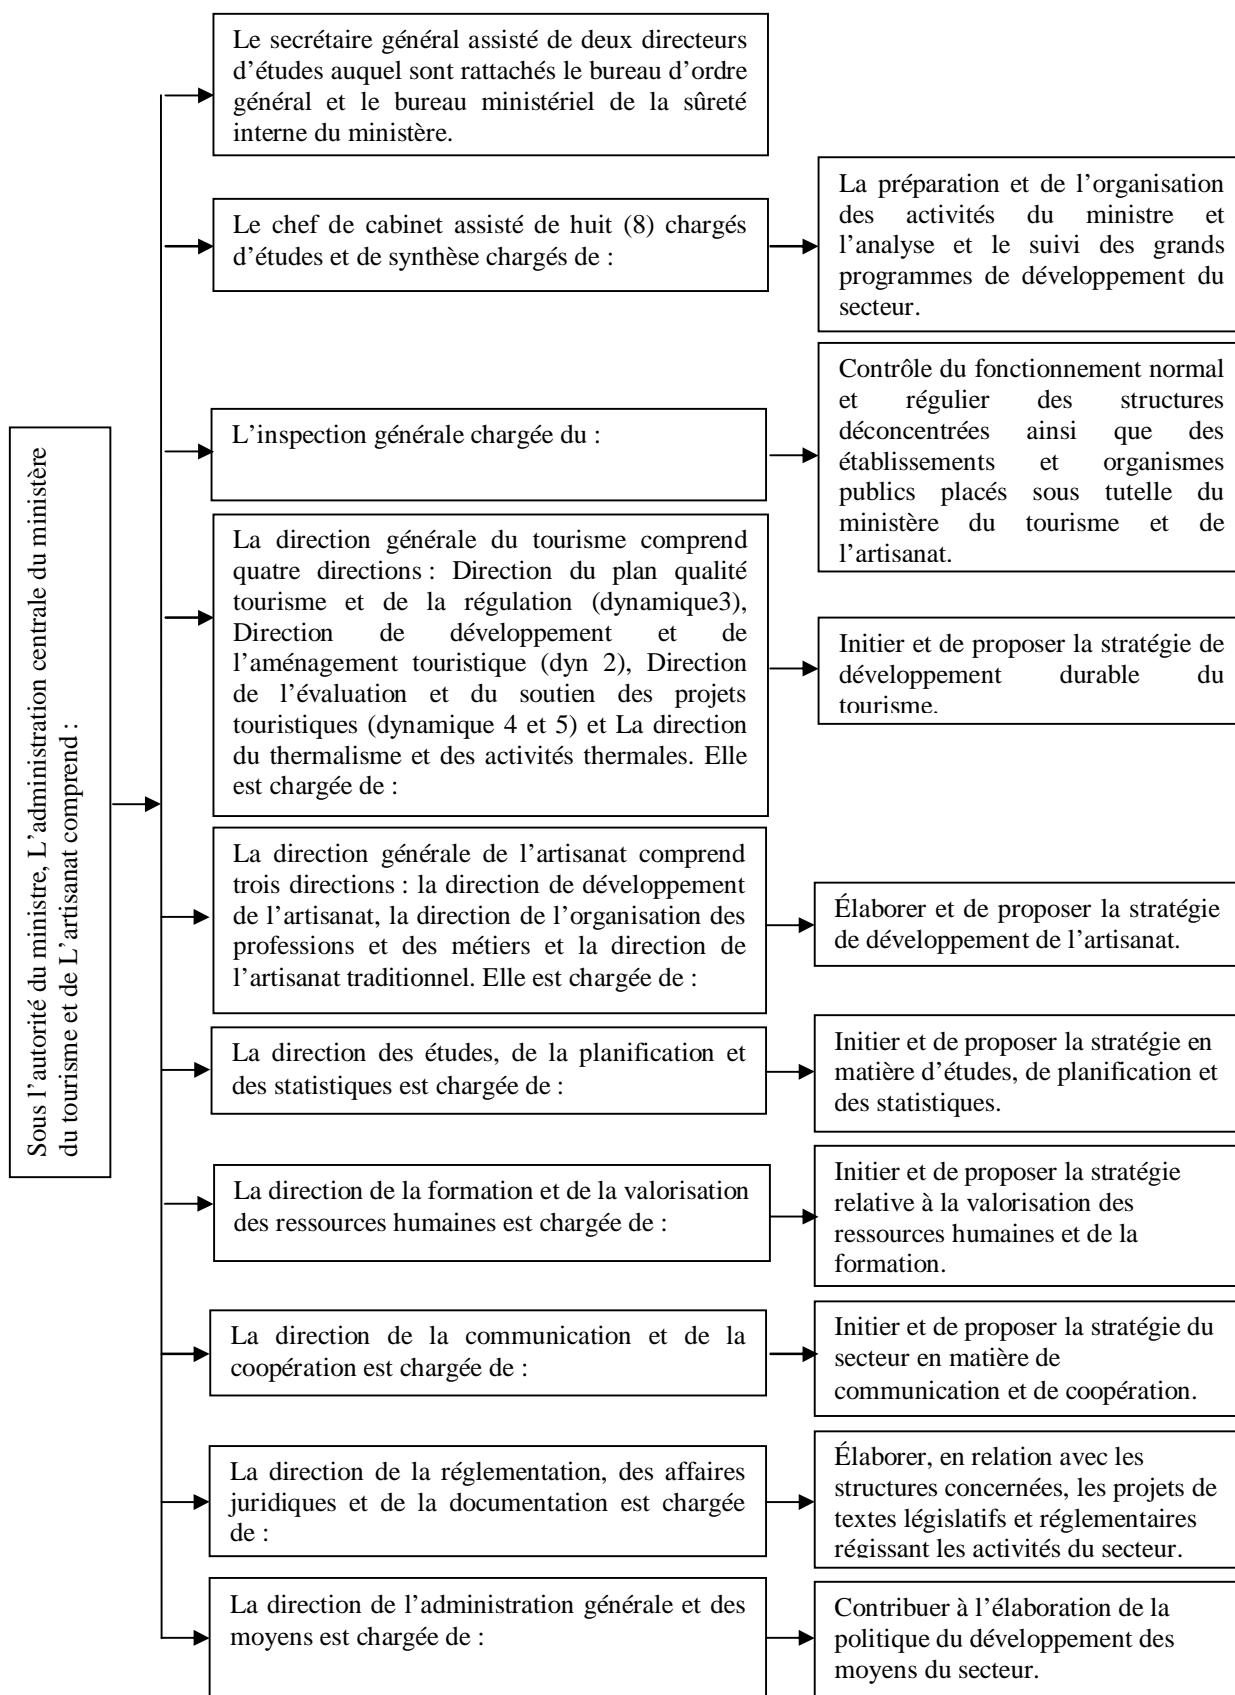 Sous l'autorité du ministre, L'administration centrale du ministère
du tourisme et de L'artisanat comprend :
Le secrétaire général assisté de deux directeurs
d'études auquel sont rattachés le bureau d'ordre
général et le bureau ministériel de la sûreté
interne du ministère.
Le chef de cabinet assisté de huit (8) chargés
d'études et de synthèse chargés de :
La préparation et de l'organisation
des activités du ministre et
l'analyse et le suivi des grands
programmes de développement du
secteur.
L'inspection générale chargée du :
Contrôle du fonctionnement normal
et régulier des structures
déconcentrées ainsi que des
établissements et organismes
publics placés sous tutelle du
ministère du tourisme et de
l'artisanat.
La direction générale du tourisme comprend
quatre directions : Direction du plan qualité
tourisme et de la régulation (dynamique3),
Direction de développement et de
l'aménagement touristique (dyn 2), Direction
de l'évaluation et du soutien des projets
touristiques (dynamique 4 et 5) et La direction
du thermalisme et des activités thermales. Elle
est chargée de :
Initier et de proposer la stratégie de
développement durable du
tourisme.
La direction générale de l'artisanat comprend
trois directions : la direction de développement
de l'artisanat, la direction de l'organisation des
professions et des métiers et la direction de
l'artisanat traditionnel. Elle est chargée de :
Élaborer et de proposer la stratégie
de développement de l'artisanat.
La direction des études, de la planification et
des statistiques est chargée de :
Initier et de proposer la stratégie en
matière d'études, de planification et
des statistiques.
La direction de la formation et de la valorisation
des ressources humaines est chargée de :
Initier et de proposer la stratégie
relative à la valorisation des
ressources humaines et de la
formation.
La direction de la communication et de la
coopération est chargée de :
Initier et de proposer la stratégie du
secteur en matière de
communication et de coopération.
La direction de la réglementation, des affaires
juridiques et de la documentation est chargée
de :
Élaborer, en relation avec les
structures concernées, les projets de
textes législatifs et réglementaires
régissant les activités du secteur.
La direction de l'administration générale et des
moyens est chargée de :
Contribuer à l'élaboration de la
politique du développement des
moyens du secteur.